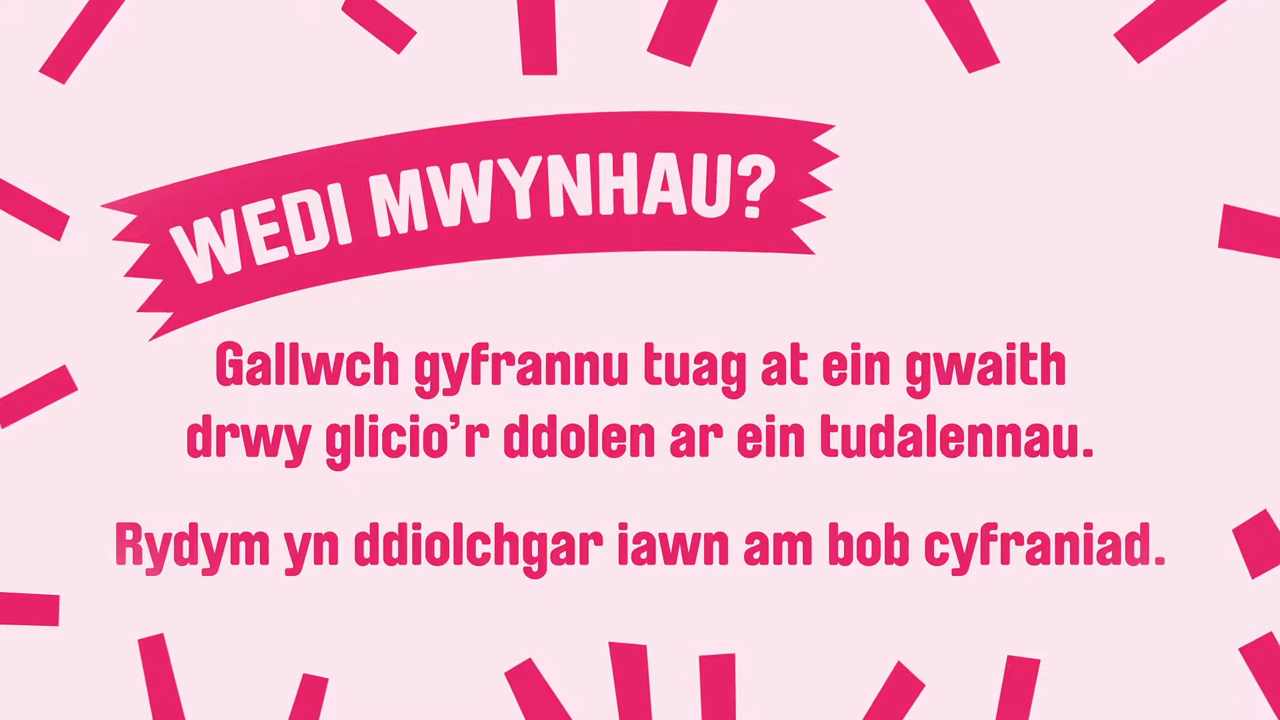 WEDI MWYNHAU?
Gallwch gyfrannu tuag at ein gwaith
drwy glicio’r ddolen ar ein tudalennau.
Rydym yn ddiolchgar iawn am bob cyfraniad.